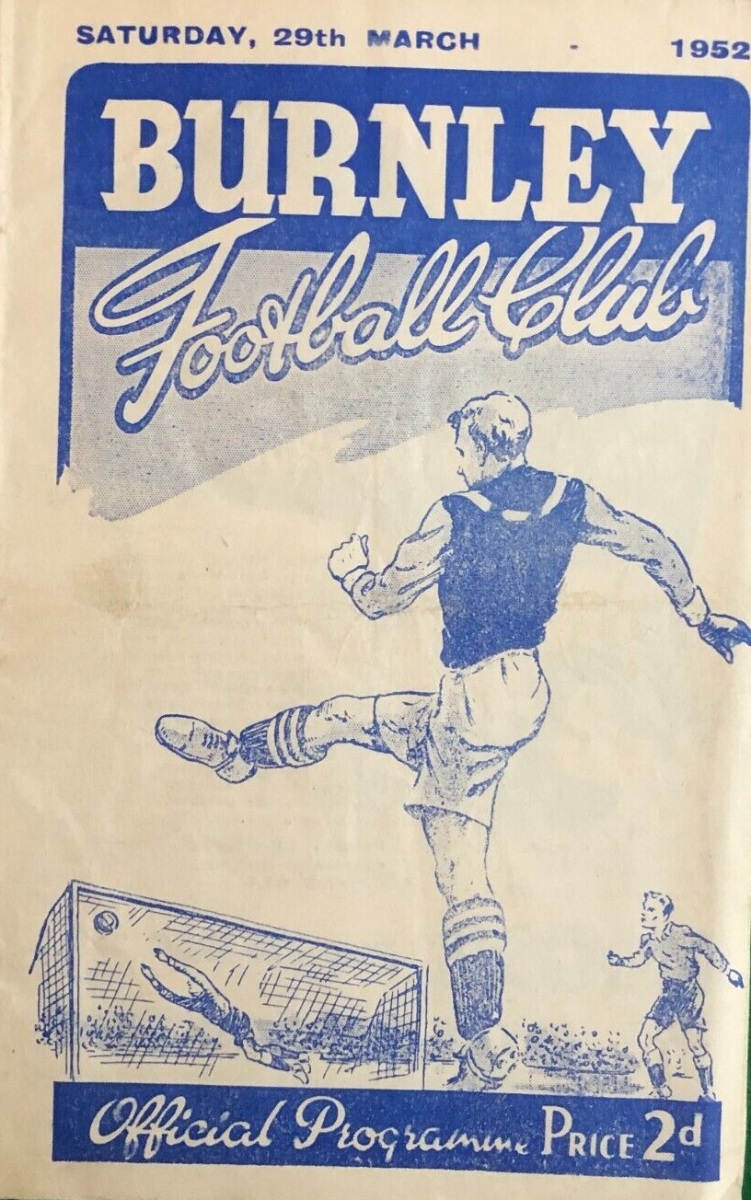 SATURDAY, 29th MARCH - 1952
BURNLEY
Football Club
Official Programme PRICE 2d